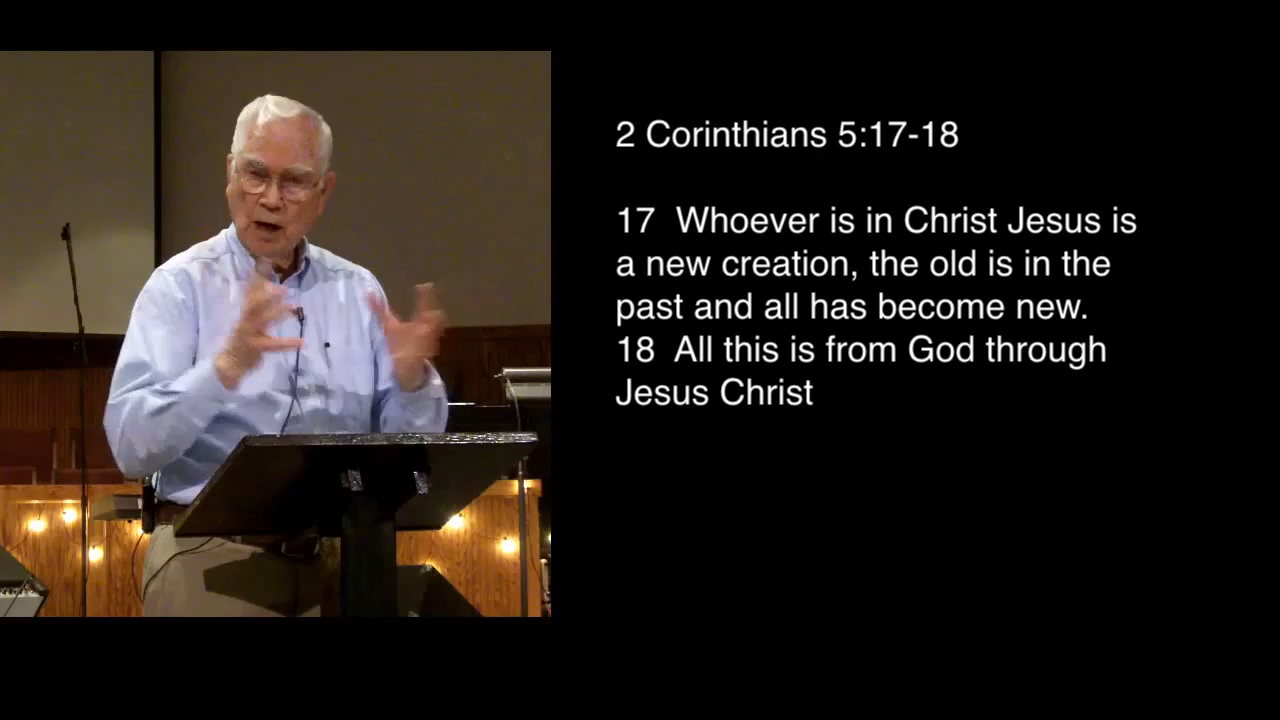 2 Corinthians 5:17-18
17 Whoever is in Christ Jesus is
a new creation, the old is in the
past and all has become new.
18 All this is from God through
Jesus Christ